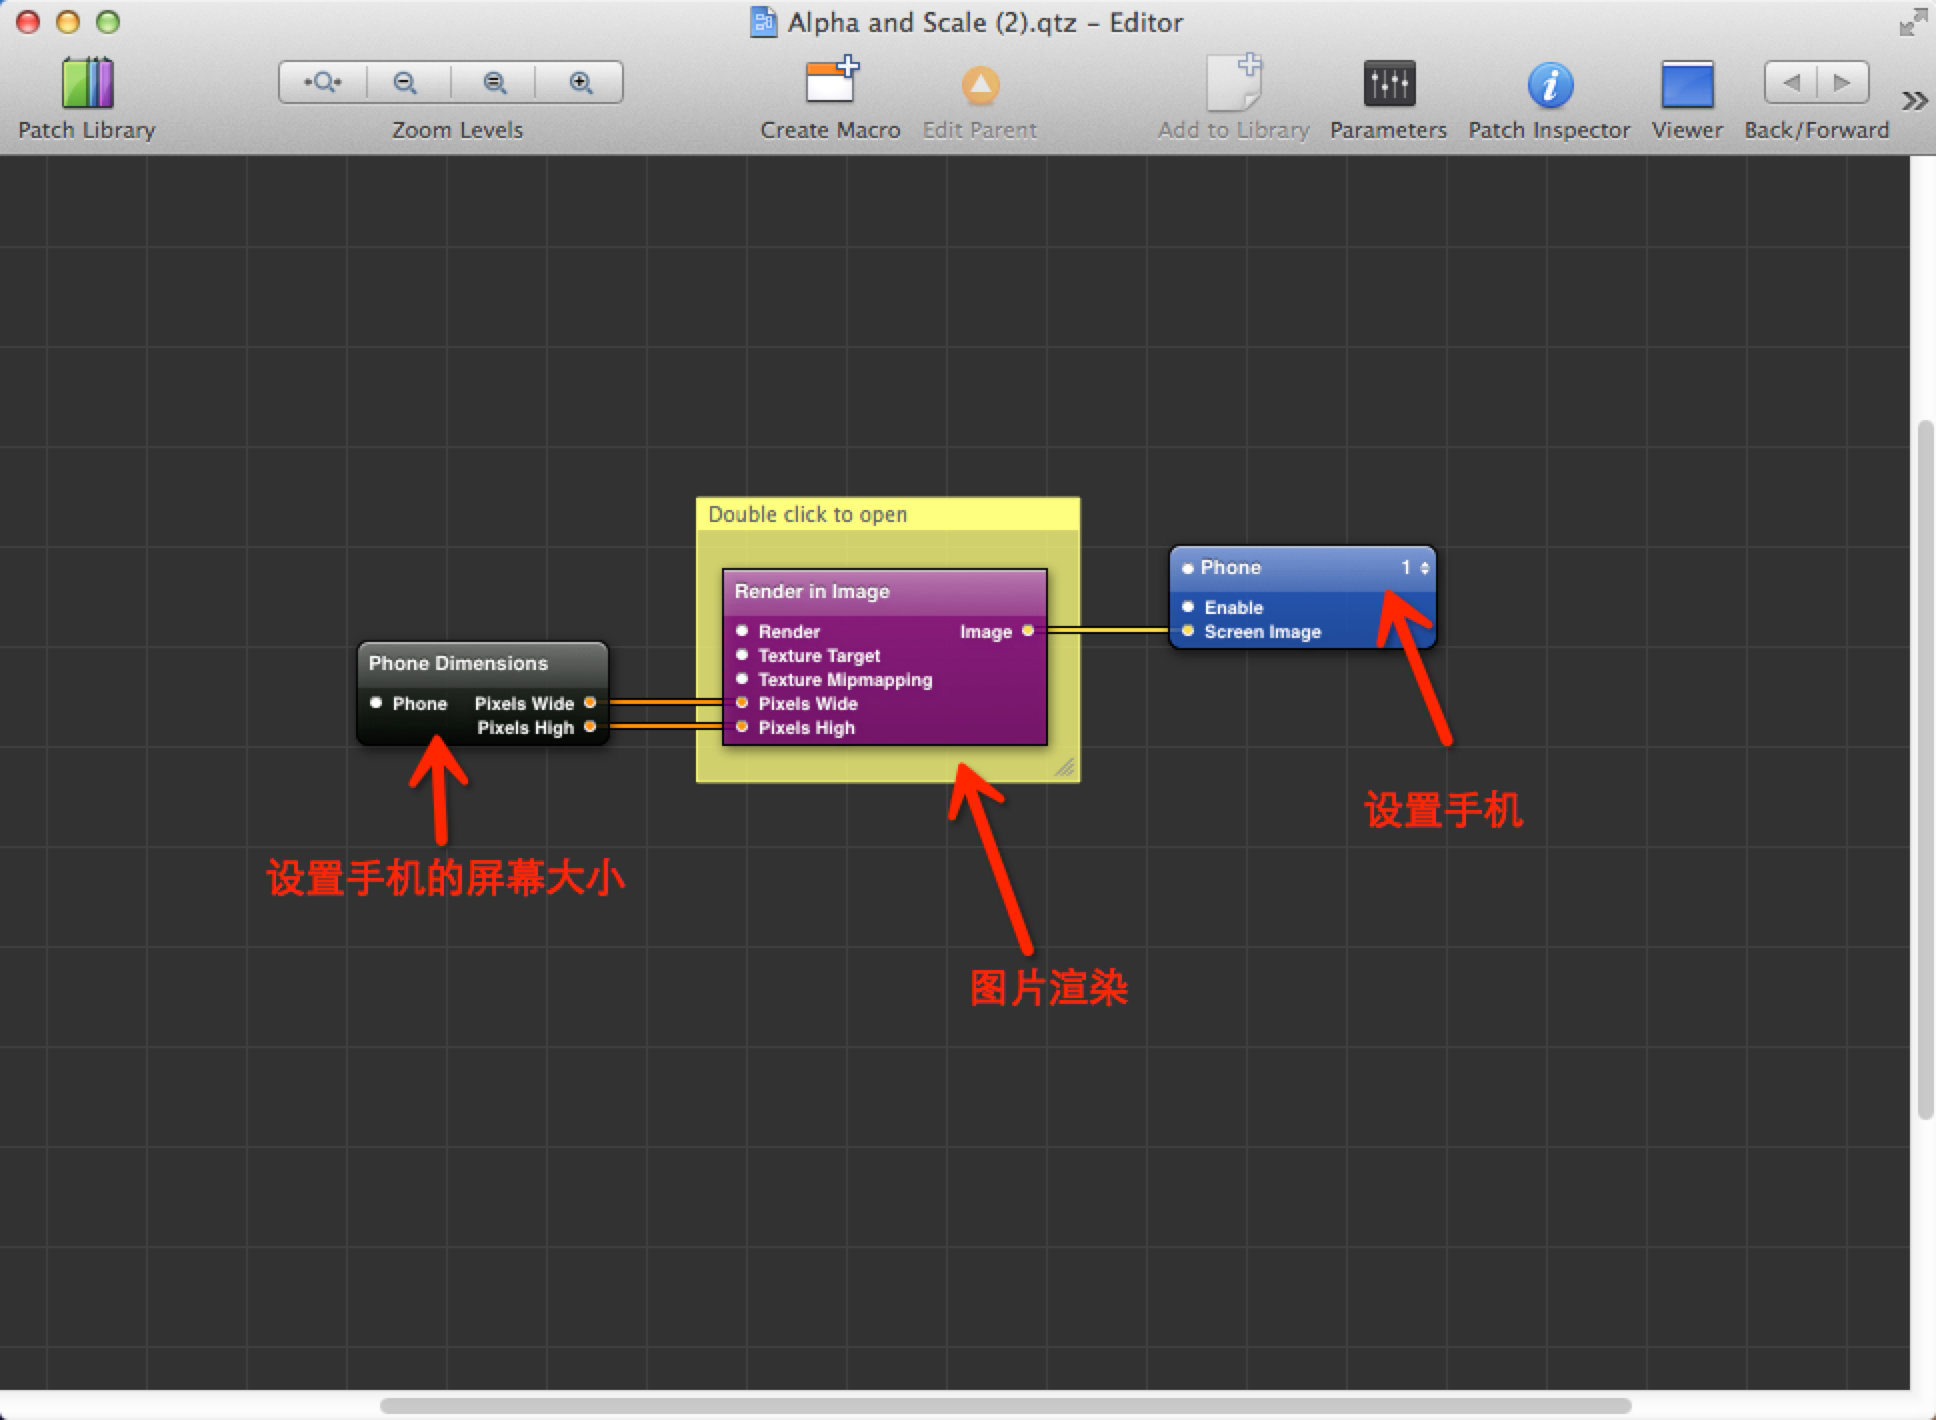 Alpha and Scale (2).qtz – Editor
Patch Library
Zoom Levels
Create Macro
Edit Parent
Add to Library
Parameters
Patch Inspector
Viewer
Back/Forward
Double click to open
Render in Image
Render
Image
Texture Target
Texture Mipmapping
Pixels Wide
Pixels High
Phone 1
Enable
Screen Image
Phone Dimensions
Phone
Pixels Wide
Pixels High
设置手机的屏幕大小
图片渲染
设置手机